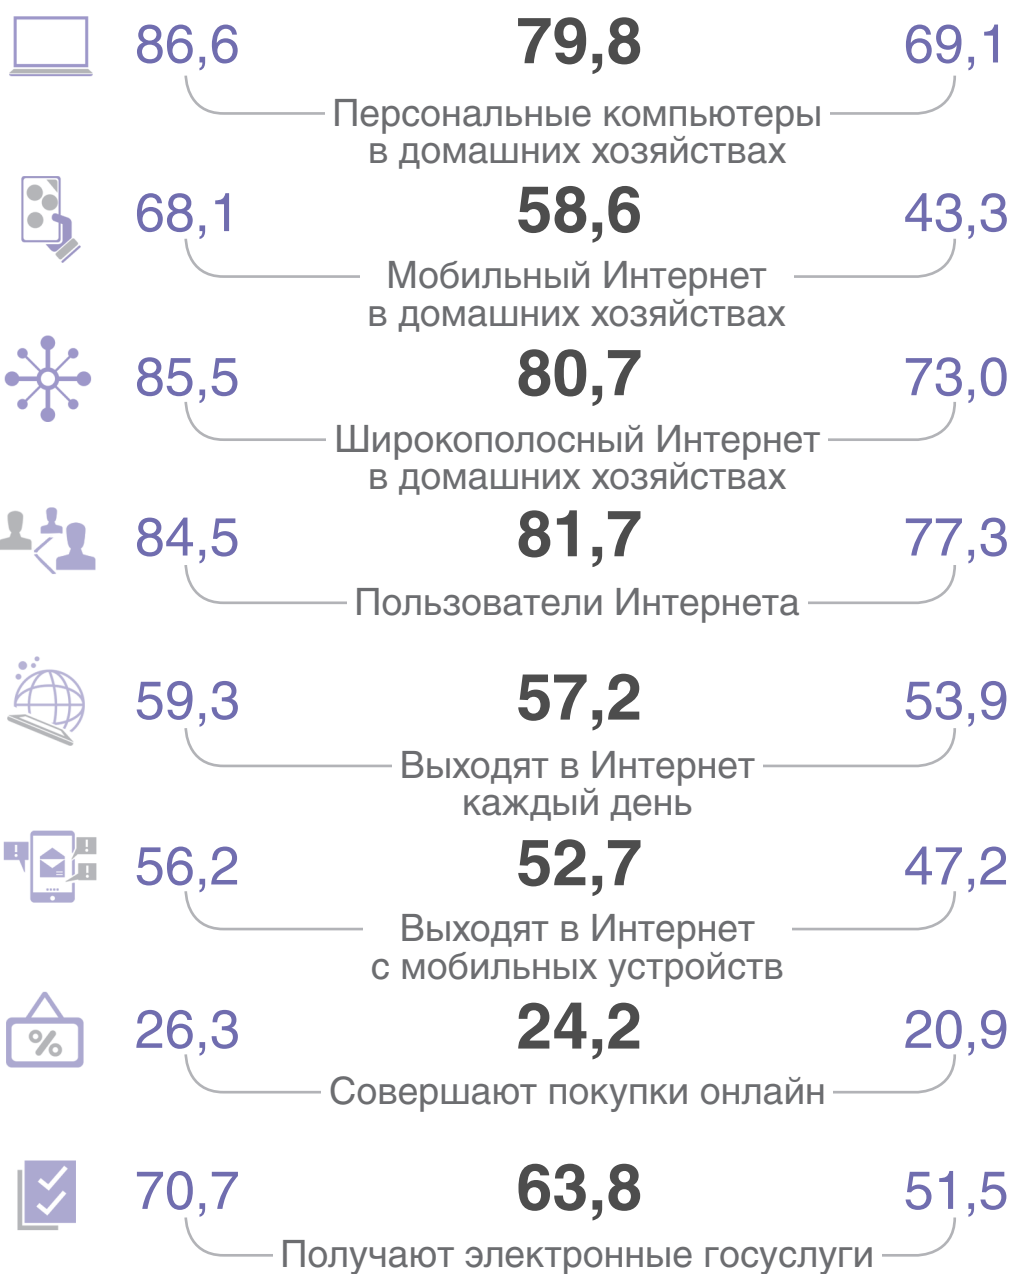 86,6 79,8 69,1
Персональные компьютеры
в домашних хозяйствах
68,1 58,6 43,3
Мобильный Интернет
в домашних хозяйствах
85,5 80,7 73,0
Широкополосный Интернет
в домашних хозяйствах
84,5 81,7 77,3
Пользователи Интернета
59,3 57,2 53,9
Выходят в Интернет
каждый день
56,2 52,7 47,2
Выходят в Интернет
с мобильных устройств
% 26,3 24,2 20,9
Совершают покупки онлайн
70,7 63,8 51,5
Получают электронные госуслуги